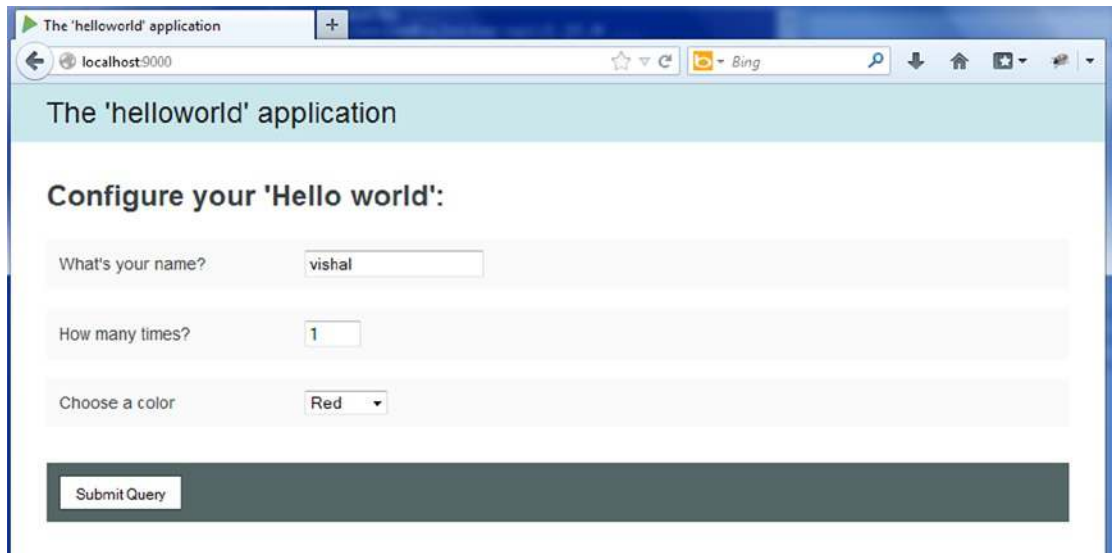 The 'helloworld' application
localhost:9000
Bing
The 'helloworld' application
Configure your 'Hello world':
What's your name? vishal
How many times? 1
Choose a color Red
Submit Query